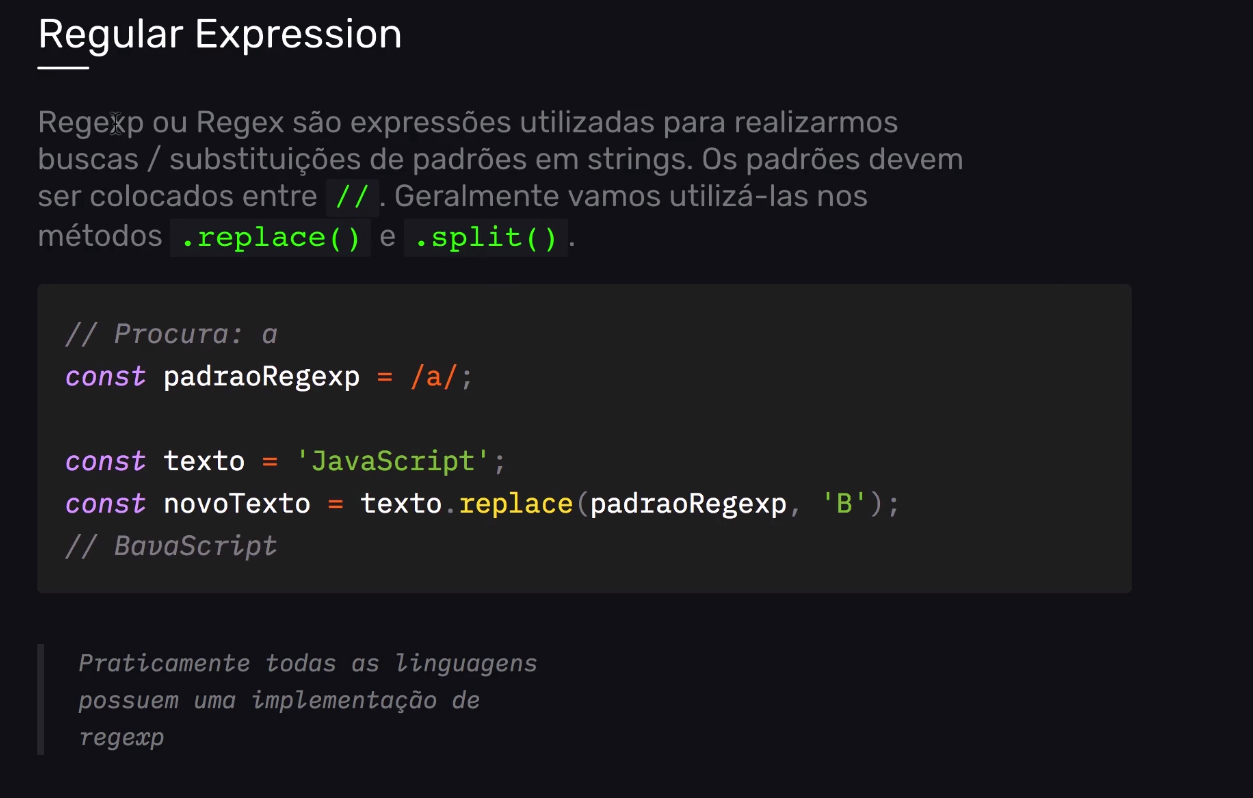 Regular Expression
Regexp ou Regex são expressões utilizadas para realizarmos
buscas / substituições de padrões em strings. Os padrões devem
ser colocados entre //. Geralmente vamos utilizá-las nos
métodos .replace() e .split().
// Procura: a
const padraoRegexp = /a/;
const texto = 'JavaScript';
const novoTexto = texto.replace(padraoRegexp, 'B');
// BavaScript
Praticamente todas as linguagens
possuem uma implementação de
regexp